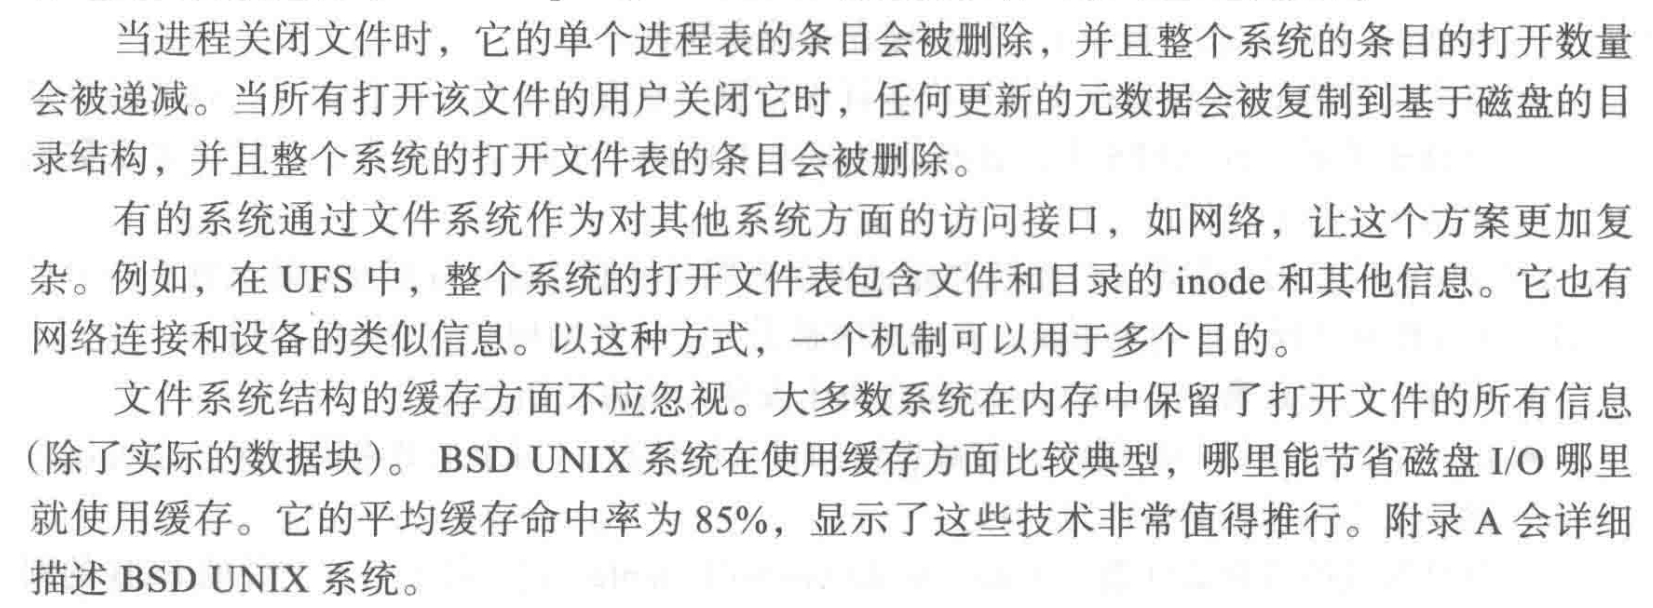 当进程关闭文件时，它的单个进程表的条目会被删除，并且整个系统的条目的打开数量
会被递减。当所有打开该文件的用户关闭它时，任何更新的元数据会被复制到基于磁盘的目
录结构，并且整个系统的打开文件表的条目会被删除。
有的系统通过文件系统作为对其他系统方面的访问接口，如网络，让这个方案更加复
杂。例如，在 UFS 中，整个系统的打开文件表包含文件和目录的 inode 和其他信息。它也有
网络连接和设备的类似信息。以这种方式，一个机制可以用于多个目的。
文件系统结构的缓存方面不应忽视。大多数系统在内存中保留了打开文件的所有信息
（除了实际的数据块）。BSD UNIX 系统在使用缓存方面比较典型，哪里能节省磁盘 I/O 哪里
就使用缓存。它的平均缓存命中率为 85%，显示了这些技术非常值得推行。附录 A 会详细
描述 BSD UNIX 系统。